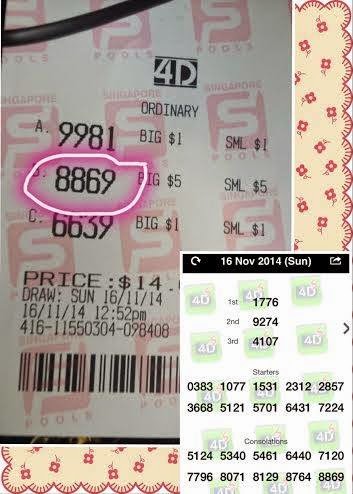 SINGAPORE POOLS
4D
ORDINARY
A. 9981 BIG $1 SML $1
B. 8869 BIG $5 SML $5
C. 6639 BIG $1 SML $1
PRICE:$14.
DRAW: SUN 16/11/14
16/11/14 12:52pm
416-11550304-098408
16 Nov 2014 (Sun)
1st 1776
2nd 9274
3rd 4107
Starters
0383 1077 1531 2312 2857
3668 5121 5701 6431 7224
Consolations
5124 5340 5461 6440 7120
7796 8071 8129 8764 8869